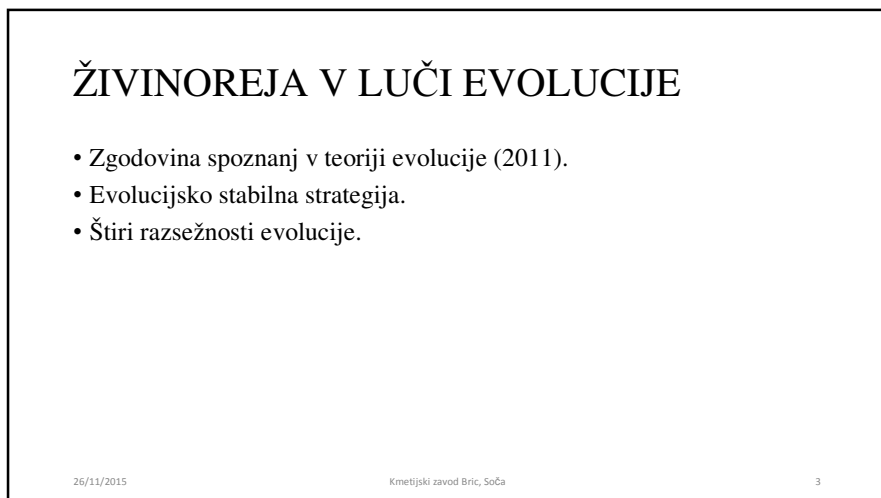 ŽIVINOREJA V LUČI EVOLUCIJE
• Zgodovina spoznanj v teoriji evolucije (2011).
• Evolucijsko stabilna strategija.
• Štiri razsežnosti evolucije.
26/11/2015 Kmetijski zavod Bric, Soča 3